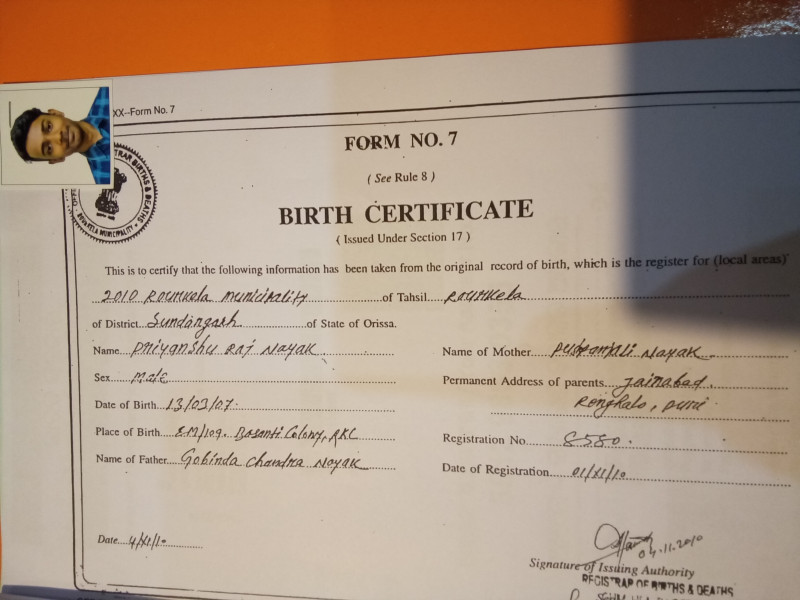 XX--Form No. 7
FORM NO. 7
( See Rule 8 )
BIRTH CERTIFICATE
( Issued Under Section 17 )
This is to certify that the following information has been taken from the original record of birth, which is the register for (local areas)
2010 Rourkela Municipality of Tahsil Rourkela
of District Sundargarh of State of Orissa.
Name Priyanshu Raj Nayak
Sex Male
Date of Birth 13/03/07
Place of Birth EM/109. Basanti Colony, RKL
Name of Father Gobinda Chandra Nayak
Name of Mother Puspanjali Nayak
Permanent Address of parents Jainabad,
Registration No. 8580
Date of Registration 01/XI/10
Date 4/XI/10
04.11.2010
Signature of Issuing Authority
REGISTRAR OF BIRTHS & DEATHS